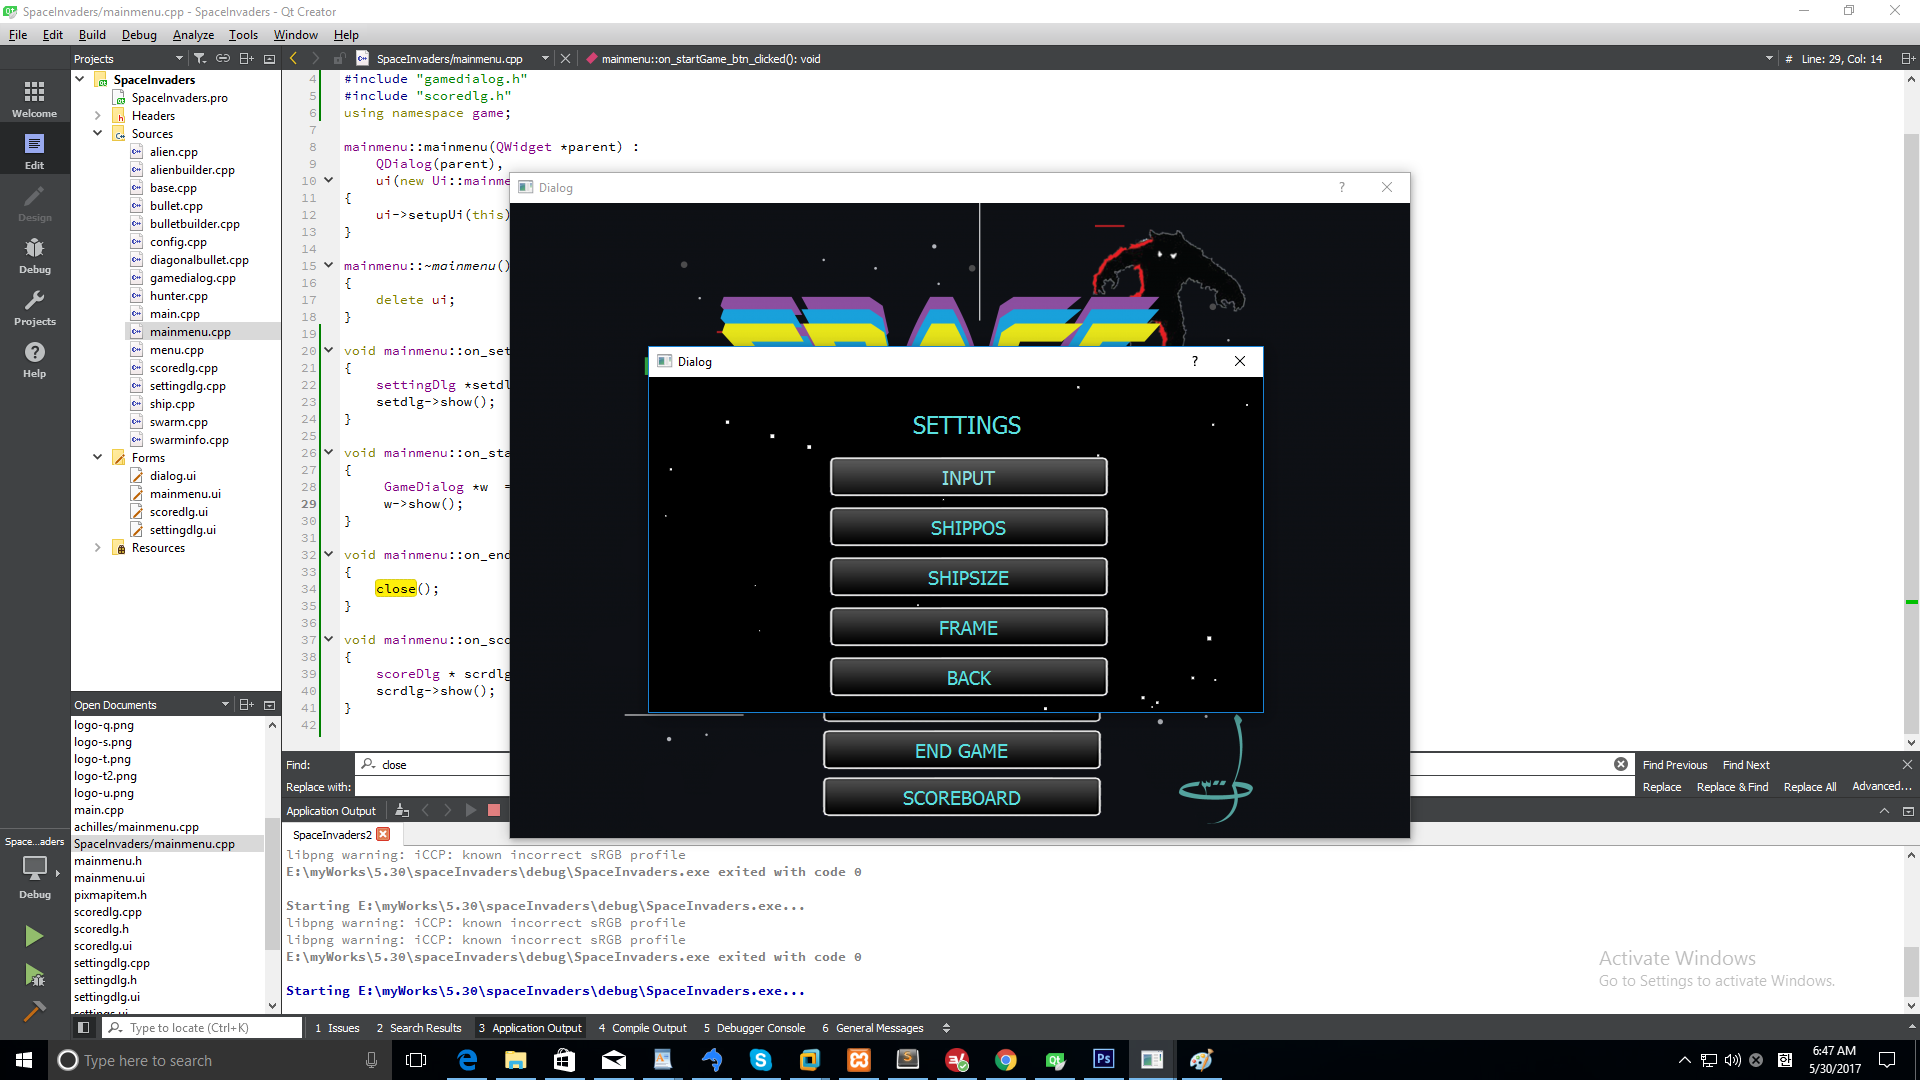 SpaceInvaders/mainmenu.cpp - SpaceInvaders - Qt Creator
File Edit Build Debug Analyze Tools Window Help
Projects
SpaceInvaders/mainmenu.cpp
mainmenu::on_startGame_btn_clicked(): void
# Line: 29, Col: 14
Welcome
Edit
Design
Debug
Projects
Help
SpaceInvaders
SpaceInvaders.pro
Headers
Sources
alien.cpp
alienbuilder.cpp
base.cpp
bullet.cpp
bulletbuilder.cpp
config.cpp
diagonalbullet.cpp
gamedialog.cpp
hunter.cpp
main.cpp
mainmenu.cpp
menu.cpp
scoredlg.cpp
settingdlg.cpp
ship.cpp
swarm.cpp
swarminfo.cpp
Forms
dialog.ui
mainmenu.ui
scoredlg.ui
settingdlg.ui
Resources
4 #include "gamedialog.h"
5 #include "scoredlg.h"
6 using namespace game;
7
8 mainmenu::mainmenu(QWidget *parent) :
9 QDialog(parent),
10 ui(new Ui::mainme
11 {
12 ui->setupUi(this)
13 }
14
15 mainmenu::~mainmenu()
16 {
17 delete ui;
18 }
19
20 void mainmenu::on_set
21 {
22 settingDlg *setdl
23 setdlg->show();
24 }
25
26 void mainmenu::on_sta
27 {
28 GameDialog *w =
29 w->show();
30 }
31
32 void mainmenu::on_end
33 {
34 close();
35 }
36
37 void mainmenu::on_sco
38 {
39 scoreDlg * scrdlg
40 scrdlg->show();
41 }
42
Dialog ?
SPACE
Dialog ?
SETTINGS
INPUT
SHIPPOS
SHIPSIZE
FRAME
BACK
END GAME
SCOREBOARD
Open Documents
logo-q.png
logo-s.png
logo-t.png
logo-t2.png
logo-u.png
main.cpp
achilles/mainmenu.cpp
SpaceInvaders/mainmenu.cpp
mainmenu.h
mainmenu.ui
pixmapitem.h
scoredlg.cpp
scoredlg.h
scoredlg.ui
settingdlg.cpp
settingdlg.h
settingdlg.ui
settings.ui
Space...aders
Debug
Find: close
Find Previous Find Next
Replace with:
Replace Replace & Find Replace All Advanced...
Application Output
SpaceInvaders2
libpng warning: iCCP: known incorrect sRGB profile
E:\myWorks\5.30\spaceInvaders\debug\SpaceInvaders.exe exited with code 0
Starting E:\myWorks\5.30\spaceInvaders\debug\SpaceInvaders.exe...
libpng warning: iCCP: known incorrect sRGB profile
libpng warning: iCCP: known incorrect sRGB profile
E:\myWorks\5.30\spaceInvaders\debug\SpaceInvaders.exe exited with code 0
Starting E:\myWorks\5.30\spaceInvaders\debug\SpaceInvaders.exe...
Activate Windows
Go to Settings to activate Windows.
Type to locate (Ctrl+K)
1 Issues 2 Search Results 3 Application Output 4 Compile Output 5 Debugger Console 6 General Messages
Type here to search
한
6:47 AM
5/30/2017